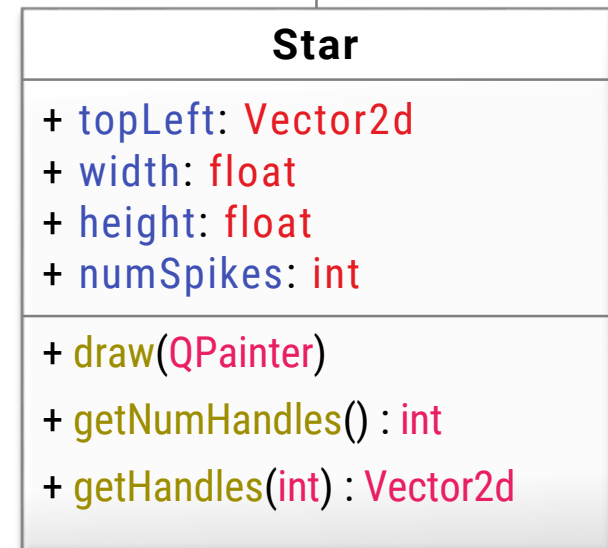 Star
+ topLeft: Vector2d
+ width: float
+ height: float
+ numSpikes: int
+ draw(QPainter)
+ getNumHandles() : int
+ getHandles(int) : Vector2d